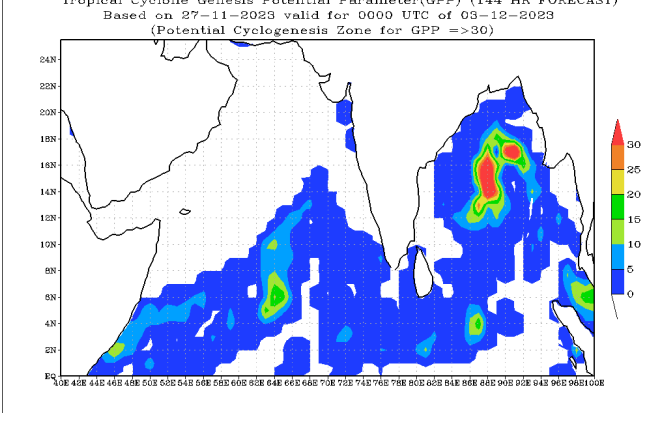 Tropical Cyclone Genesis Potential Parameter(GPP) (144 HR FORECAST)
Based on 27-11-2023 valid for 0000 UTC of 03-12-2023
(Potential Cyclogenesis Zone for GPP =>30)
24N
22N
20N
18N
16N
14N
12N
10N
8N
6N
4N
2N
EQ
40E 42E 44E 46E 48E 50E 52E 54E 56E 58E 60E 62E 64E 66E 68E 70E 72E 74E 76E 78E 80E 82E 84E 86E 88E 90E 92E 94E 96E 98E 100E
30
25
20
15
10
5
0